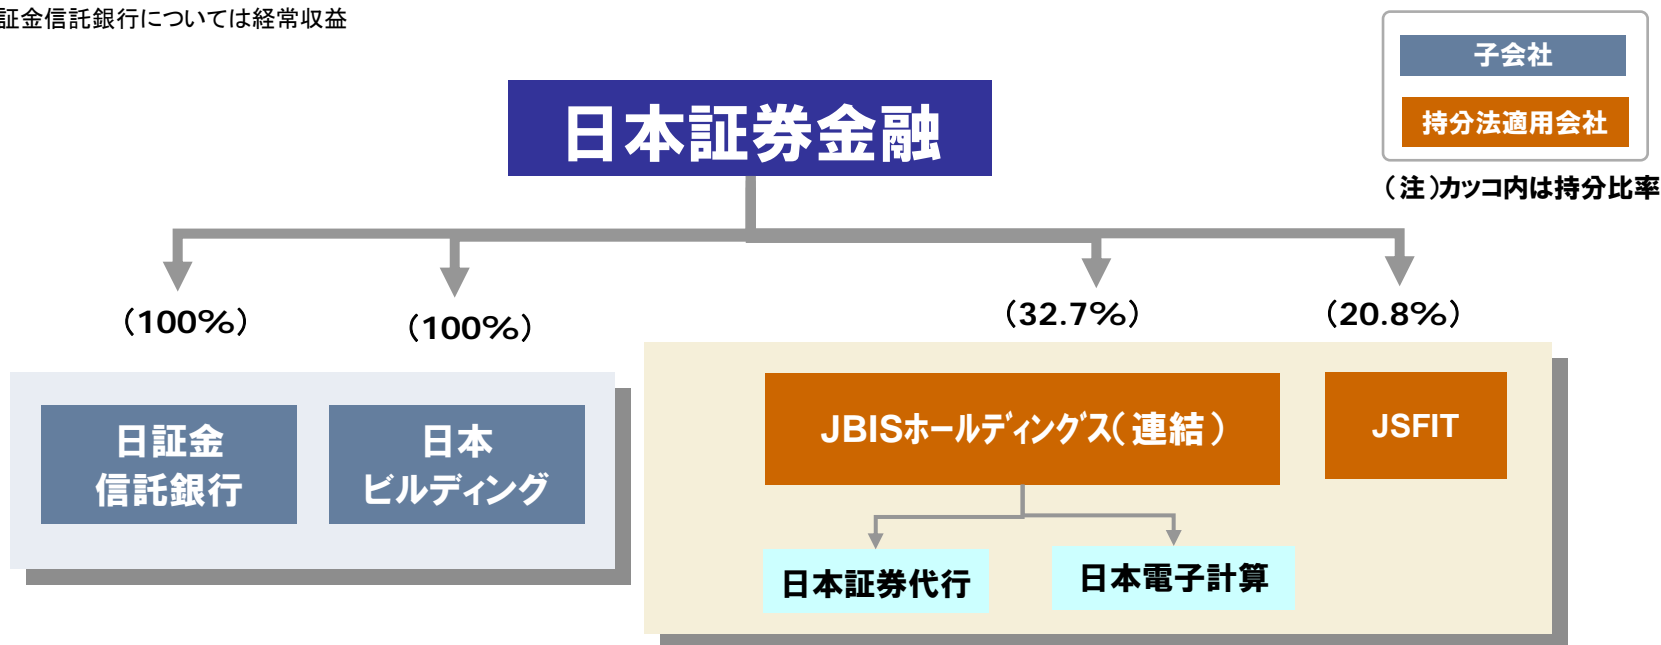 証金信託銀行については経常収益
子会社
持分法適用会社
（注）カッコ内は持分比率
日本証券金融
（100%）
（100%）
（32.7%）
（20.8%）
日証金
信託銀行
日本
ビルディング
JBISホールディングス（連結）
JSFIT
日本証券代行
日本電子計算